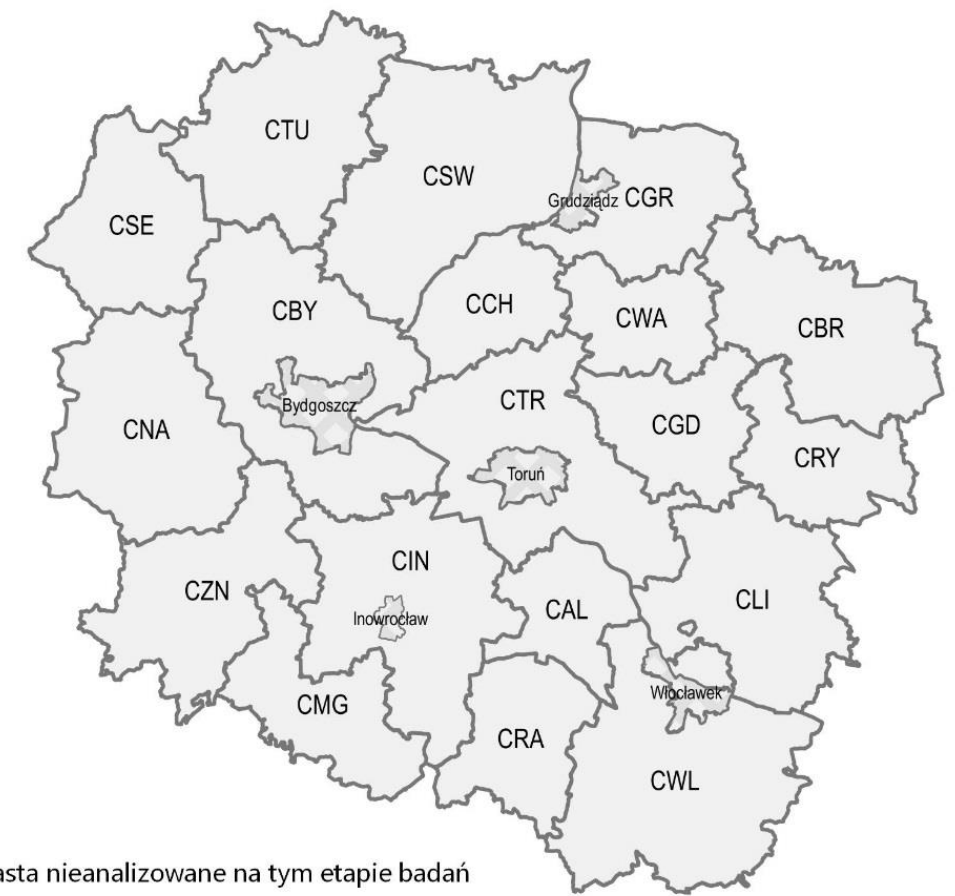 CTU
CSW
CSE
Grudziądz
CGR
CBY
CCH
CWA
CBR
CTR
Bydgoszcz
CNA
CGD
CRY
Toruń
CIN
CZN
CAL
CLI
Inowrocław
Włocławek
CMG
CRA
CWL
asta nieanalizowane na tym etapie badań